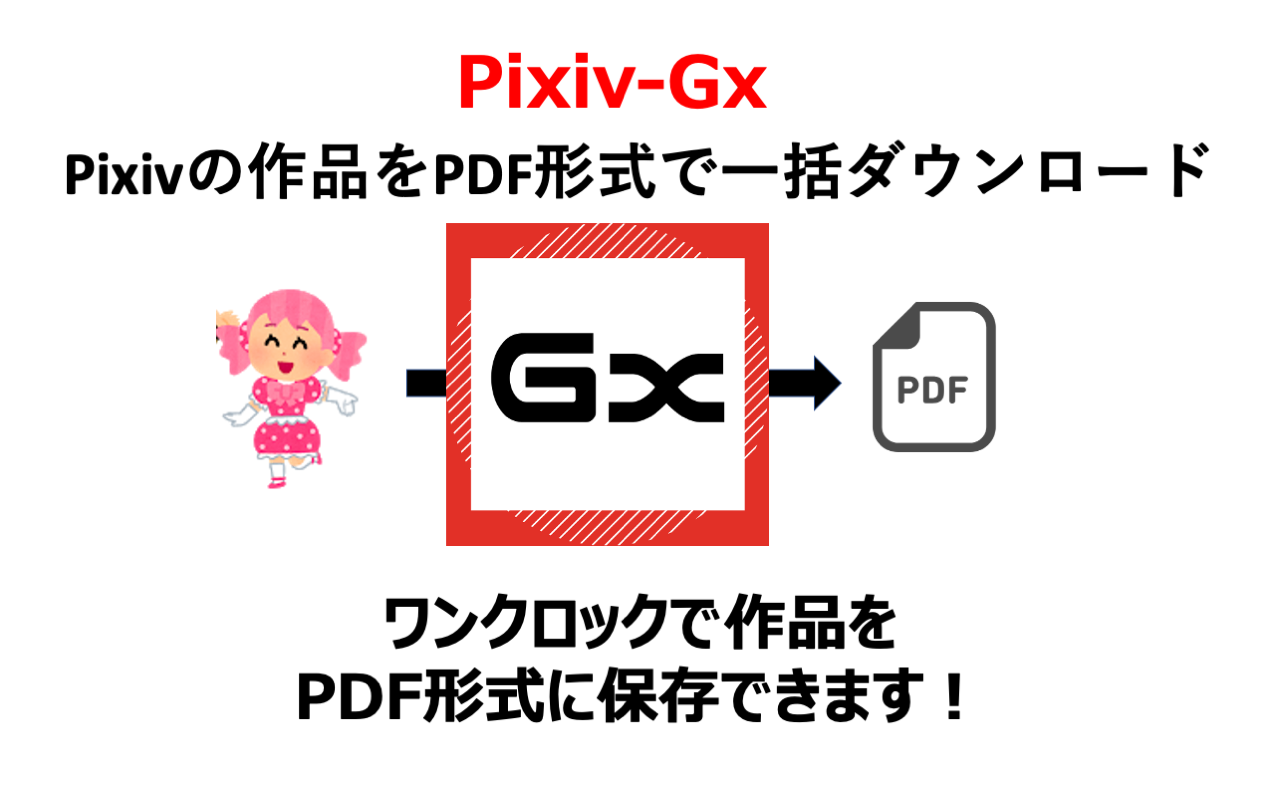 Pixiv-Gx
Pixivの作品をPDF形式で一括ダウンロード
Gx
PDF
ワンクロックで作品を
PDF形式に保存できます！